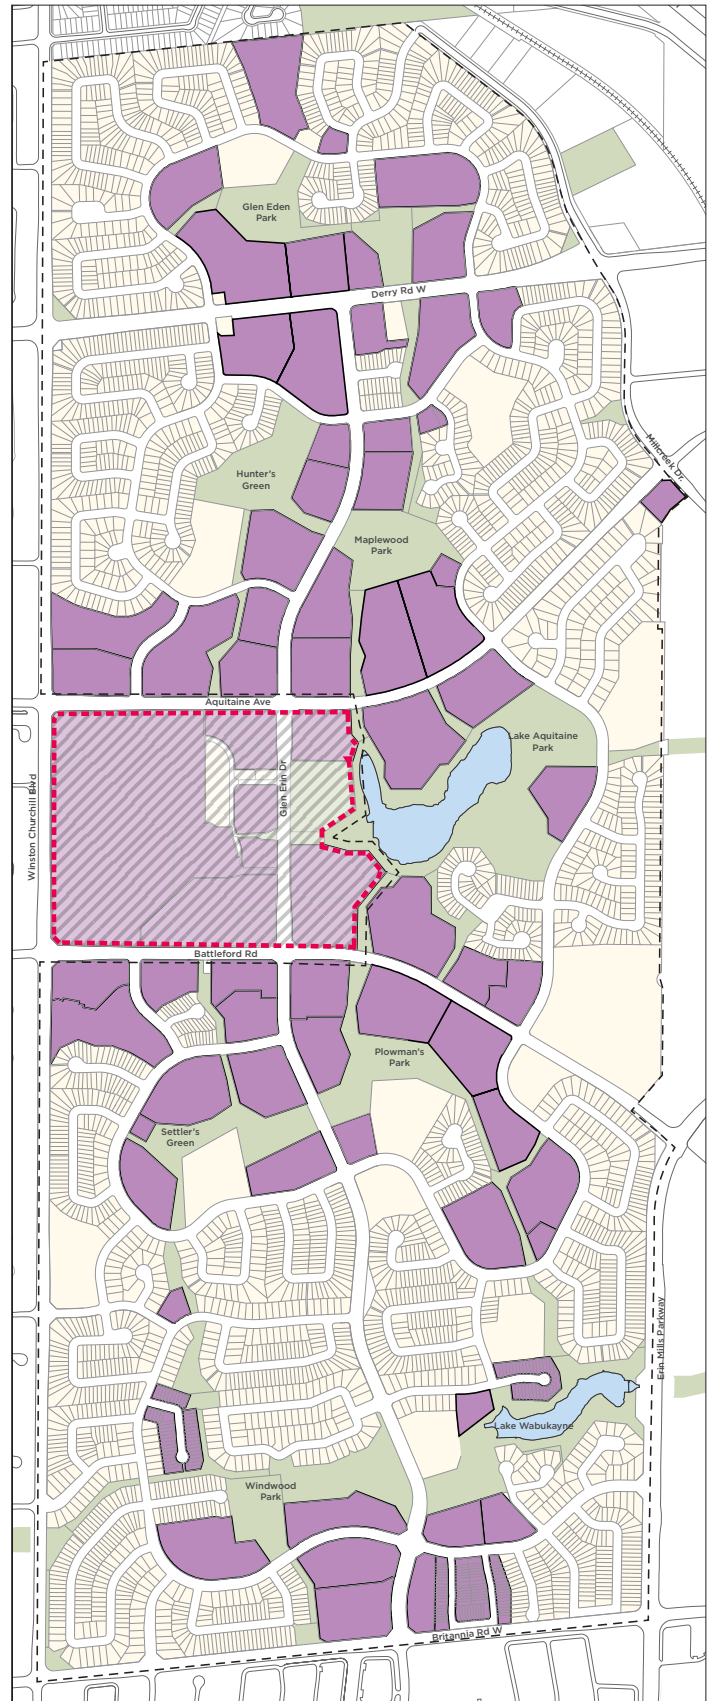 Glen Eden
Park
Derry Rd W
Millcreek Dr.
Hunter's
Green
Maplewood
Park
Aquitaine Ave
Lake Aquitaine
Park
Glen Erin Dr
Winston Churchill Blvd
Battleford Rd
Plowman's
Park
Settler's
Green
Erin Mills Parkway
Lake Wabukayne
Windwood
Park
Britannia Rd W